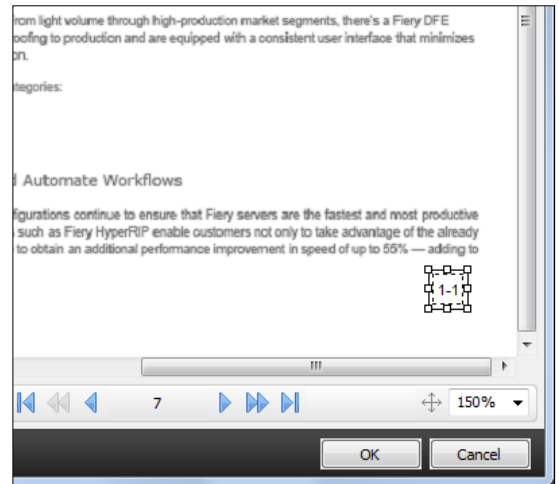 from light volume through high-production market segments, there's a Fiery DFE
oofing to production and are equipped with a consistent user interface that minimizes
on.
tegories:
d Automate Workflows
figurations continue to ensure that Fiery servers are the fastest and most productive
such as Fiery HyperRIP enable customers not only to take advantage of the already
to obtain an additional performance improvement in speed of up to 55% — adding to
1-1
7
150%
OK Cancel